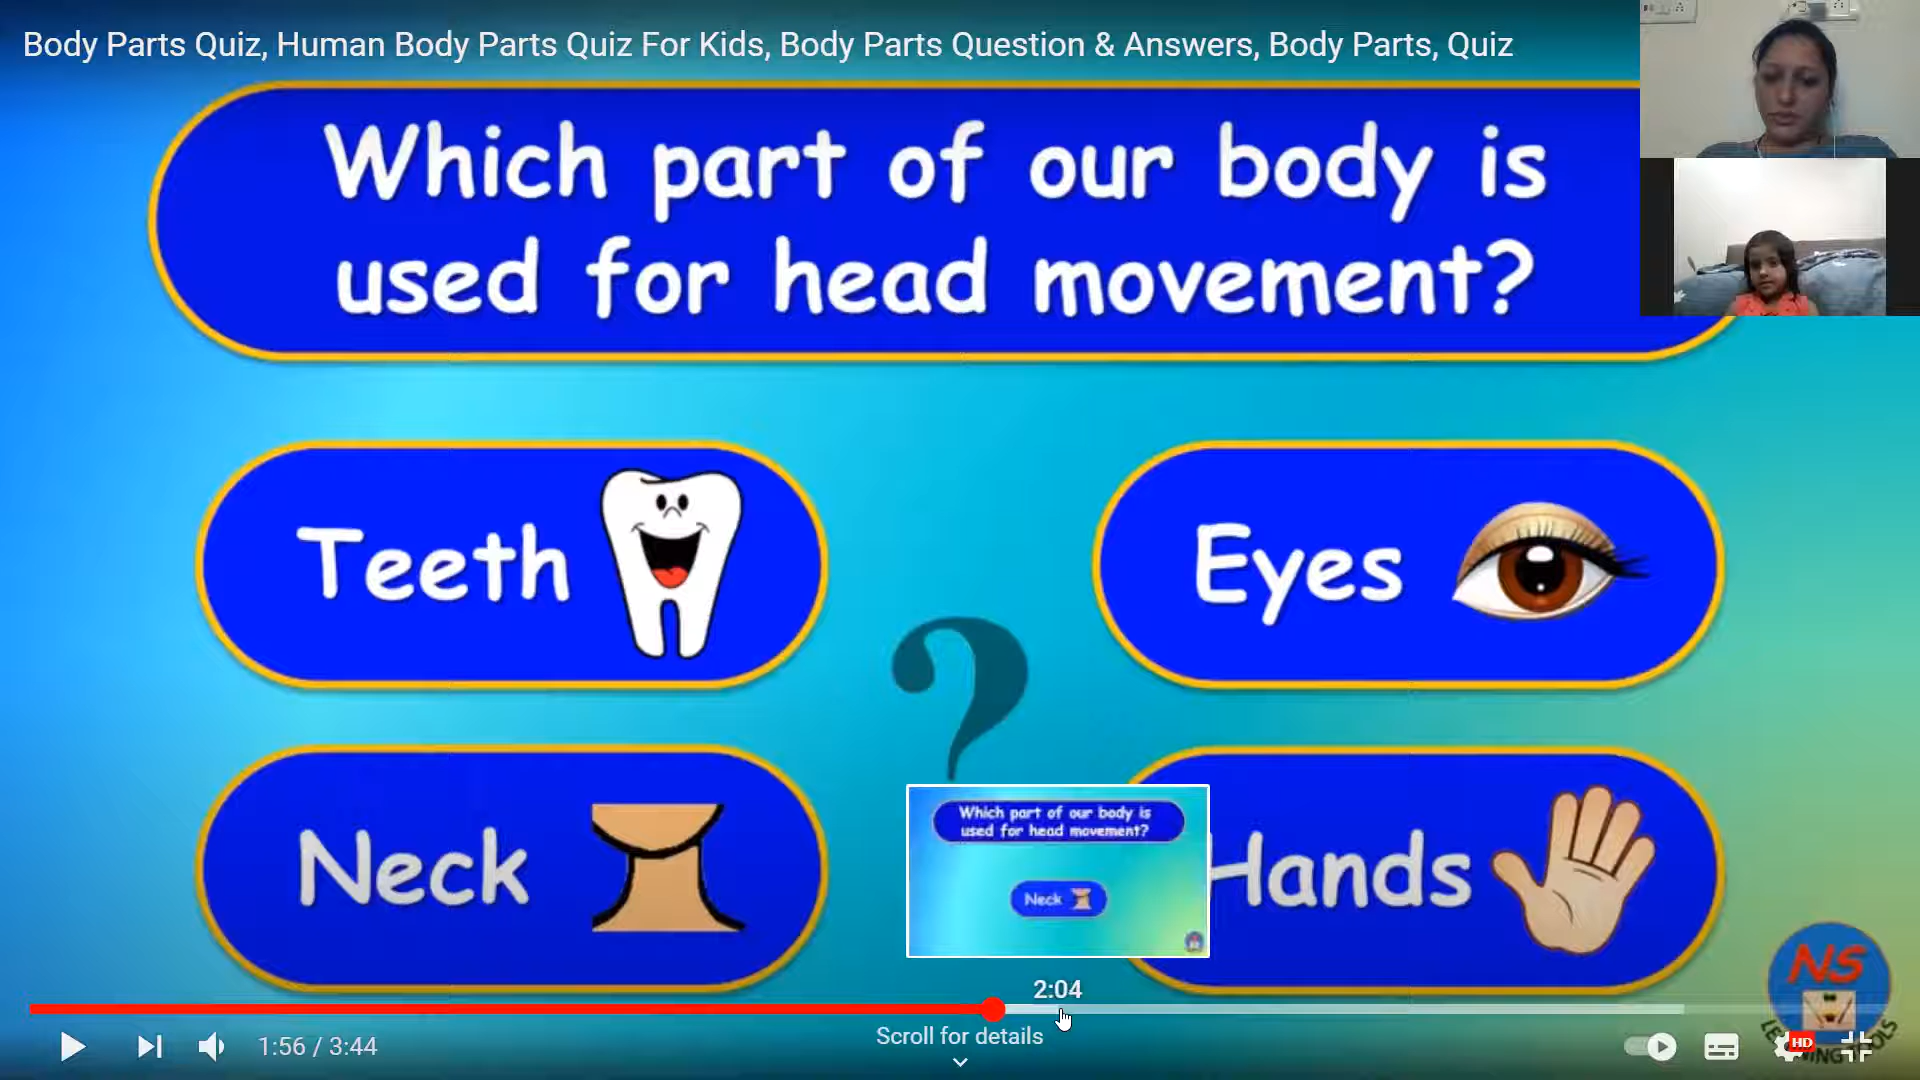 Body Parts Quiz, Human Body Parts Quiz For Kids, Body Parts Question & Answers, Body Parts, Quiz
Which part of our body is
used for head movement?
Teeth
Eyes
Neck
Hands
?
Which part of our body is
used for head movement?
Neck
2:04
Scroll for details
1:56 / 3:44
HD
NS